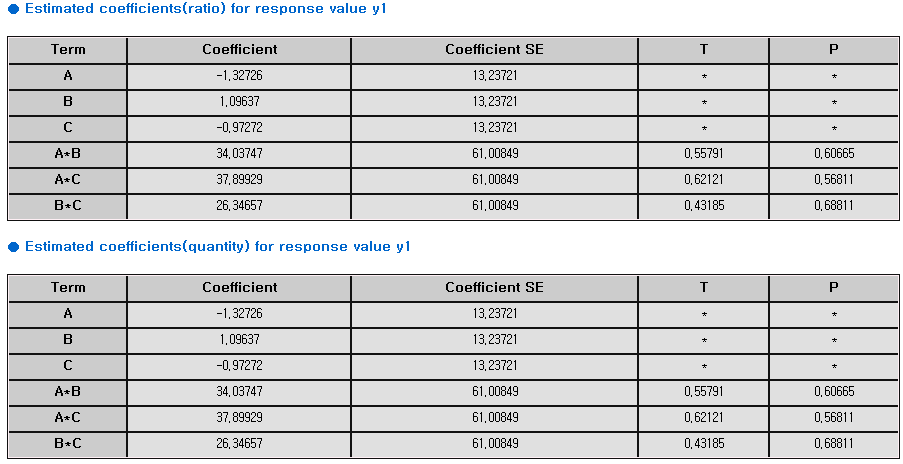 ● Estimated coefficients(ratio) for response value y1
Term Coefficient Coefficient SE T P
A -1,32726 13,23721 * *
B 1,09637 13,23721 * *
C -0,97272 13,23721 * *
A*B 34,03747 61,00849 0,55791 0,60665
A*C 37,89929 61,00849 0,62121 0,56811
B*C 26,34657 61,00849 0,43185 0,68811
● Estimated coefficients(quantity) for response value y1
Term Coefficient Coefficient SE T P
A -1,32726 13,23721 * *
B 1,09637 13,23721 * *
C -0,97272 13,23721 * *
A*B 34,03747 61,00849 0,55791 0,60665
A*C 37,89929 61,00849 0,62121 0,56811
B*C 26,34657 61,00849 0,43185 0,68811